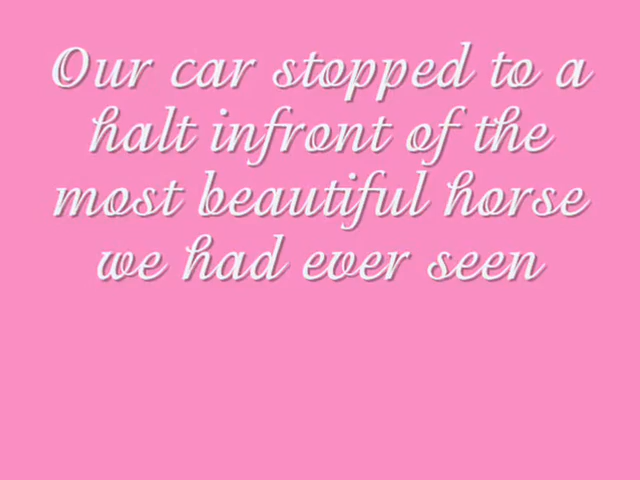 Our car stopped to a
halt infront of the
most beautiful horse
we had ever seen